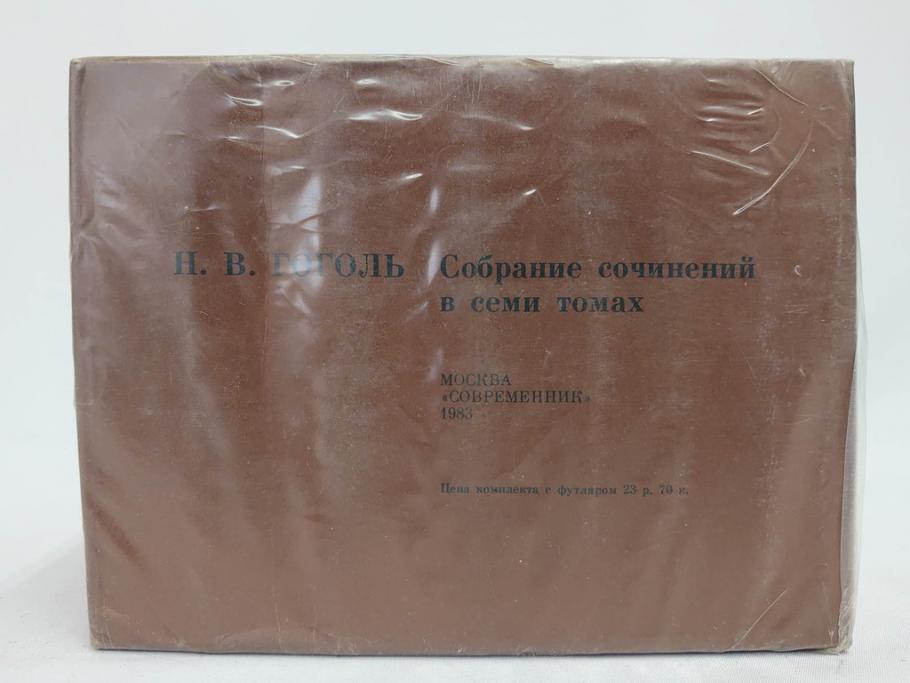 Н. В. ГОГОЛЬ Собрание сочинений
в семи томах
МОСКВА
«СОВРЕМЕННИК»
1983
Цена комплекта с футляром 23 р. 70 к.